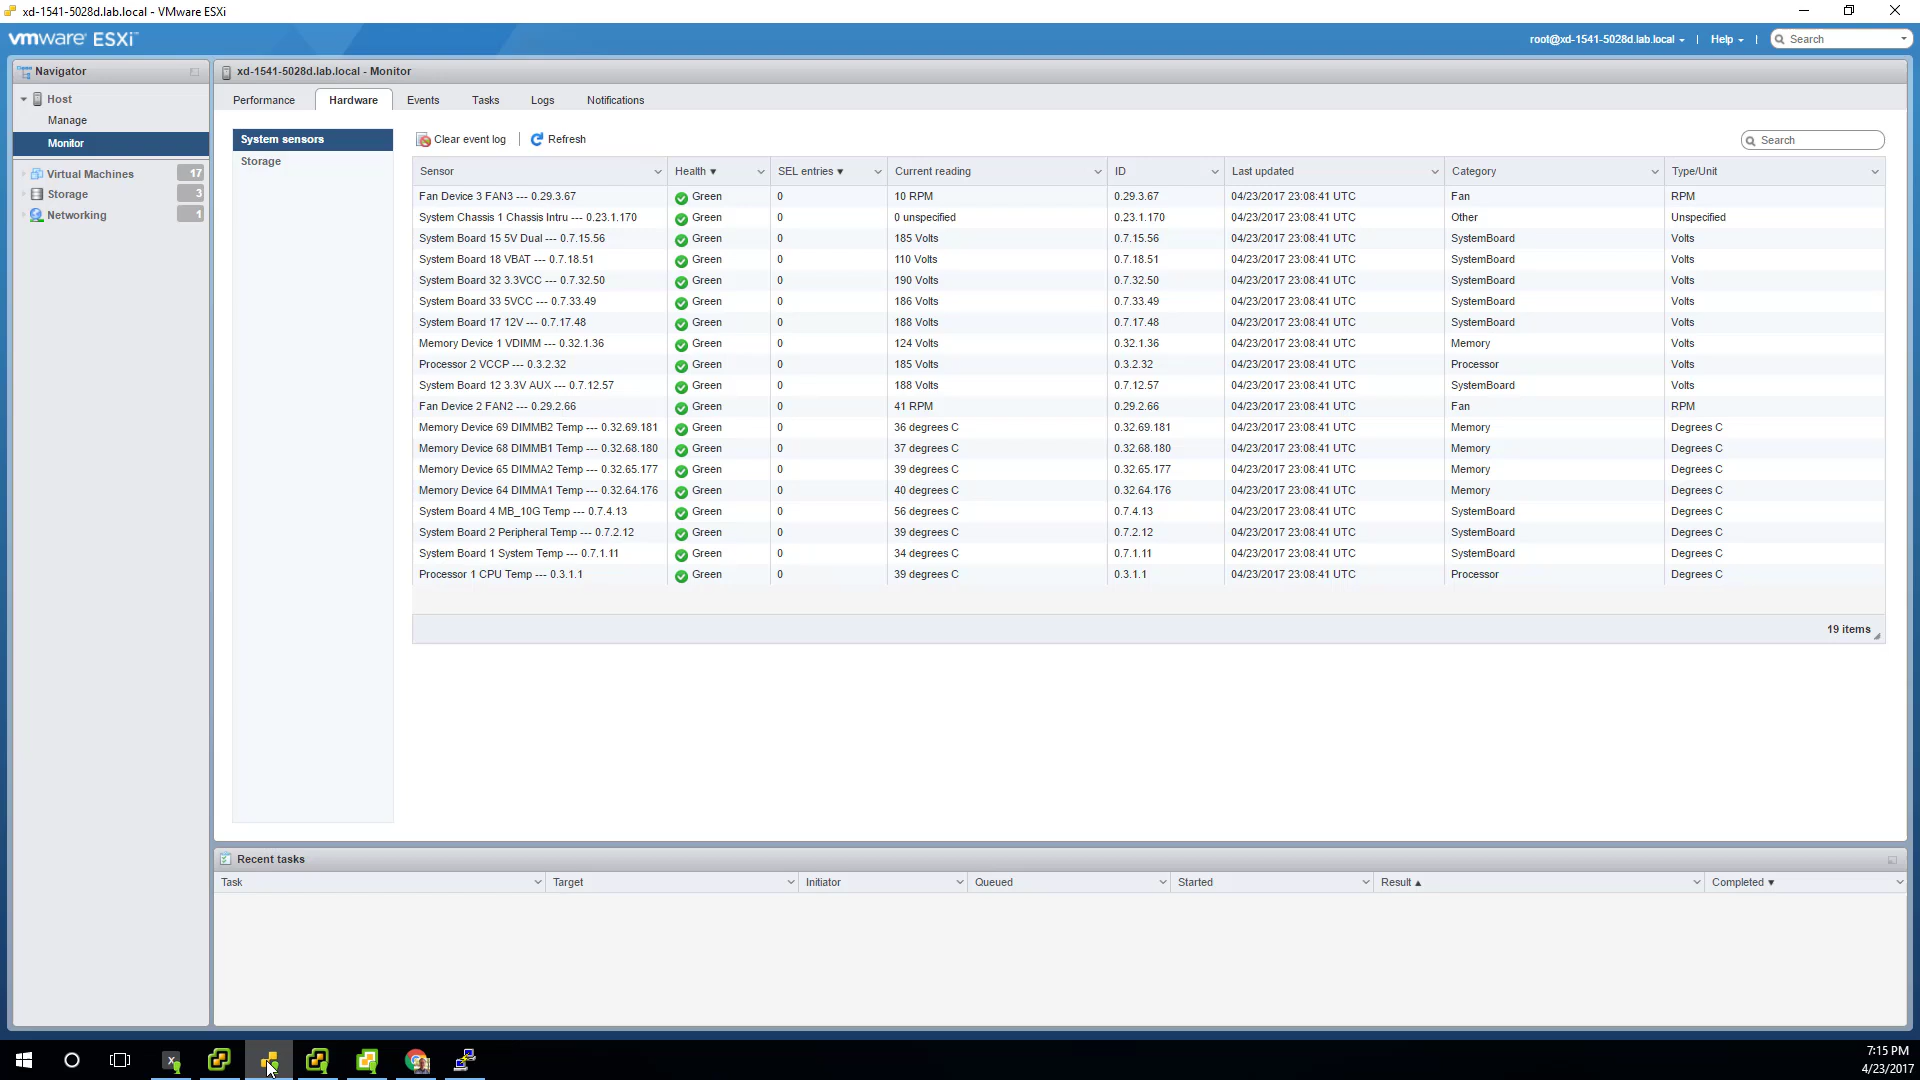 xd-1541-5028d.lab.local - VMware ESXi
vmware ESXi™
root@xd-1541-5028d.lab.local ▾ | Help ▾ | Search
Navigator
Host
Manage
Monitor
Virtual Machines 17
Storage 3
Networking 1
xd-1541-5028d.lab.local - Monitor
Performance Hardware Events Tasks Logs Notifications
System sensors
Storage
Clear event log | Refresh
Search
Sensor Health ▼ SEL entries ▼ Current reading ID Last updated Category Type/Unit
Fan Device 3 FAN3 --- 0.29.3.67 Green 0 10 RPM 0.29.3.67 04/23/2017 23:08:41 UTC Fan RPM
System Chassis 1 Chassis Intru --- 0.23.1.170 Green 0 0 unspecified 0.23.1.170 04/23/2017 23:08:41 UTC Other Unspecified
System Board 15 5V Dual --- 0.7.15.56 Green 0 185 Volts 0.7.15.56 04/23/2017 23:08:41 UTC SystemBoard Volts
System Board 18 VBAT --- 0.7.18.51 Green 0 110 Volts 0.7.18.51 04/23/2017 23:08:41 UTC SystemBoard Volts
System Board 32 3.3VCC --- 0.7.32.50 Green 0 190 Volts 0.7.32.50 04/23/2017 23:08:41 UTC SystemBoard Volts
System Board 33 5VCC --- 0.7.33.49 Green 0 186 Volts 0.7.33.49 04/23/2017 23:08:41 UTC SystemBoard Volts
System Board 17 12V --- 0.7.17.48 Green 0 188 Volts 0.7.17.48 04/23/2017 23:08:41 UTC SystemBoard Volts
Memory Device 1 VDIMM --- 0.32.1.36 Green 0 124 Volts 0.32.1.36 04/23/2017 23:08:41 UTC Memory Volts
Processor 2 VCCP --- 0.3.2.32 Green 0 185 Volts 0.3.2.32 04/23/2017 23:08:41 UTC Processor Volts
System Board 12 3.3V AUX --- 0.7.12.57 Green 0 188 Volts 0.7.12.57 04/23/2017 23:08:41 UTC SystemBoard Volts
Fan Device 2 FAN2 --- 0.29.2.66 Green 0 41 RPM 0.29.2.66 04/23/2017 23:08:41 UTC Fan RPM
Memory Device 69 DIMMB2 Temp --- 0.32.69.181 Green 0 36 degrees C 0.32.69.181 04/23/2017 23:08:41 UTC Memory Degrees C
Memory Device 68 DIMMB1 Temp --- 0.32.68.180 Green 0 37 degrees C 0.32.68.180 04/23/2017 23:08:41 UTC Memory Degrees C
Memory Device 65 DIMMA2 Temp --- 0.32.65.177 Green 0 39 degrees C 0.32.65.177 04/23/2017 23:08:41 UTC Memory Degrees C
Memory Device 64 DIMMA1 Temp --- 0.32.64.176 Green 0 40 degrees C 0.32.64.176 04/23/2017 23:08:41 UTC Memory Degrees C
System Board 4 MB_10G Temp --- 0.7.4.13 Green 0 56 degrees C 0.7.4.13 04/23/2017 23:08:41 UTC SystemBoard Degrees C
System Board 2 Peripheral Temp --- 0.7.2.12 Green 0 39 degrees C 0.7.2.12 04/23/2017 23:08:41 UTC SystemBoard Degrees C
System Board 1 System Temp --- 0.7.1.11 Green 0 34 degrees C 0.7.1.11 04/23/2017 23:08:41 UTC SystemBoard Degrees C
Processor 1 CPU Temp --- 0.3.1.1 Green 0 39 degrees C 0.3.1.1 04/23/2017 23:08:41 UTC Processor Degrees C
19 items
Recent tasks
Task Target Initiator Queued Started Result ▲ Completed ▼
7:15 PM
4/23/2017